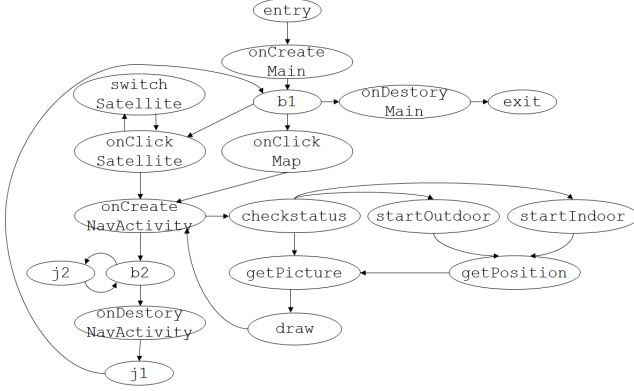 entry
onCreate
Main
switch
Satellite
b1
onDestory
Main
exit
onClick
Satellite
onClick
Map
onCreate
NavActivity
checkstatus
startOutdoor
startIndoor
j2
b2
getPicture
getPosition
onDestory
NavActivity
draw
j1